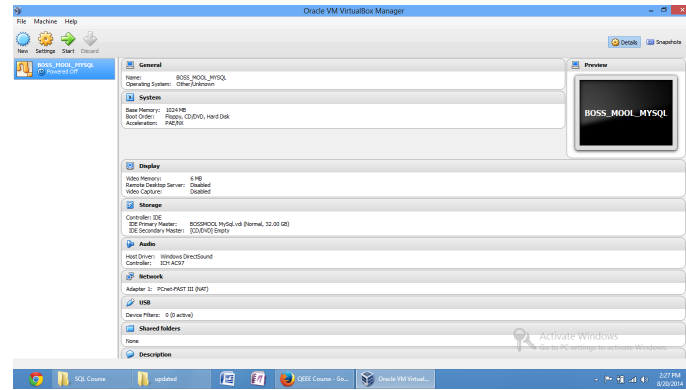 Oracle VM VirtualBox Manager
File Machine Help
New Settings Start Discard
Details Snapshots
BOSS_MOOL_MYSQL
Powered Off
General
Name: BOSS_MOOL_MYSQL
Operating System: Other/Unknown
System
Base Memory: 1024 MB
Boot Order: Floppy, CD/DVD, Hard Disk
Acceleration: PAE/NX
Preview
BOSS_MOOL_MYSQL
Display
Video Memory: 6 MB
Remote Desktop Server: Disabled
Video Capture: Disabled
Storage
Controller: IDE
IDE Primary Master: BOSSMOOL MySql.vdi (Normal, 32.00 GB)
IDE Secondary Master: [CD/DVD] Empty
Audio
Host Driver: Windows DirectSound
Controller: ICH AC97
Network
Adapter 1: PCnet-FAST III (NAT)
USB
Device Filters: 0 (0 active)
Shared folders
None
Description
Activate Windows
Go to PC settings to activate Windows.
SQL Course
updated
QEEE Course - Go...
Oracle VM Virtual...
2:27 PM
8/20/2014